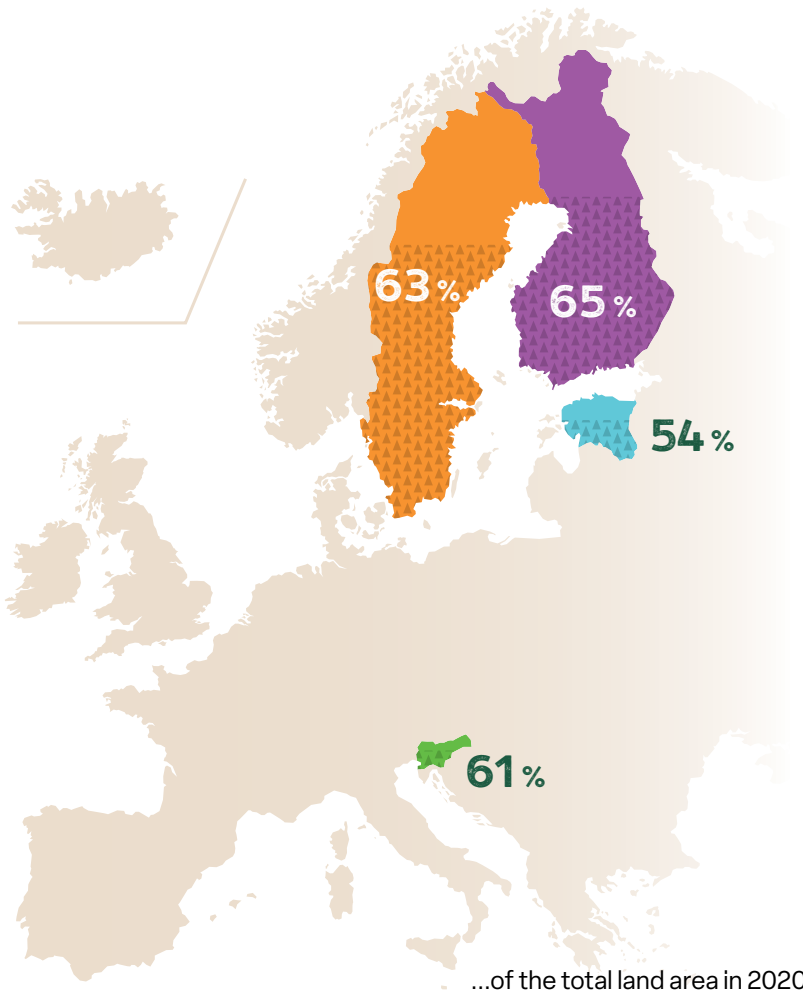 63 %
65 %
54 %
61 %
...of the total land area in 2020